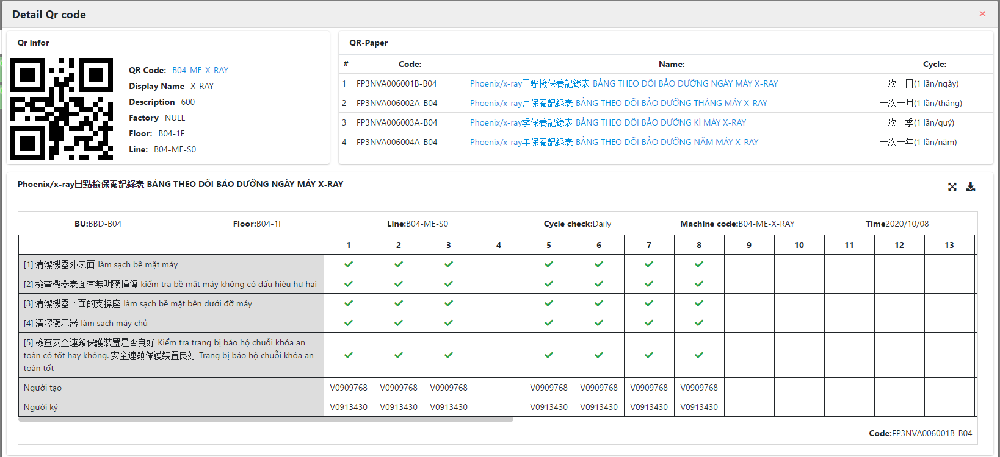 Detail Qr code
×
Qr infor
QR Code: B04-ME-X-RAY
Display Name X-RAY
Description 600
Factory NULL
Floor: B04-1F
Line: B04-ME-S0
QR-Paper
# Code: Name: Cycle:
1 FP3NVA006001B-B04 Phoenix/x-ray日點檢保養記錄表 BẢNG THEO DÕI BẢO DƯỠNG NGÀY MÁY X-RAY 一次一日(1 lần/ngày)
2 FP3NVA006002A-B04 Phoenix/x-ray月保養記錄表 BẢNG THEO DÕI BẢO DƯỠNG THÁNG MÁY X-RAY 一次一月(1 lần/tháng)
3 FP3NVA006003A-B04 Phoenix/x-ray季保養記錄表 BẢNG THEO DÕI BẢO DƯỠNG KÌ MÁY X-RAY 一次一季(1 lần/quý)
4 FP3NVA006004A-B04 Phoenix/x-ray年保養記錄表 BẢNG THEO DÕI BẢO DƯỠNG NĂM MÁY X-RAY 一次一年(1 lần/năm)
Phoenix/x-ray日點檢保養記錄表 BẢNG THEO DÕI BẢO DƯỠNG NGÀY MÁY X-RAY
BU:BBD-B04 Floor:B04-1F Line:B04-ME-S0 Cycle check:Daily Machine code:B04-ME-X-RAY Time2020/10/08
1 2 3 4 5 6 7 8 9 10 11 12 13
[1] 清潔機器外表面 làm sạch bề mặt máy ✓ ✓ ✓ ✓ ✓ ✓ ✓
[2] 檢查機器表面有無明顯損傷 kiểm tra bề mặt máy không có dấu hiệu hư hại ✓ ✓ ✓ ✓ ✓ ✓ ✓
[3] 清潔機器下面的支撐座 làm sạch bề mặt bên dưới đỡ máy ✓ ✓ ✓ ✓ ✓ ✓ ✓
[4] 清潔顯示器 làm sạch máy chủ ✓ ✓ ✓ ✓ ✓ ✓ ✓
[5] 檢查安全連鎖保護裝置是否良好 Kiểm tra trang bị bảo hộ chuỗi khóa an
toàn có tốt hay không. 安全連鎖保護裝置良好 Trang bị bảo hộ chuỗi khóa an ✓ ✓ ✓ ✓ ✓ ✓ ✓
toàn tốt
Người tạo V0909768 V0909768 V0909768 V0909768 V0909768 V0909768 V0909768
Người ký V0913430 V0913430 V0913430 V0913430 V0913430 V0913430 V0913430
Code:FP3NVA006001B-B04